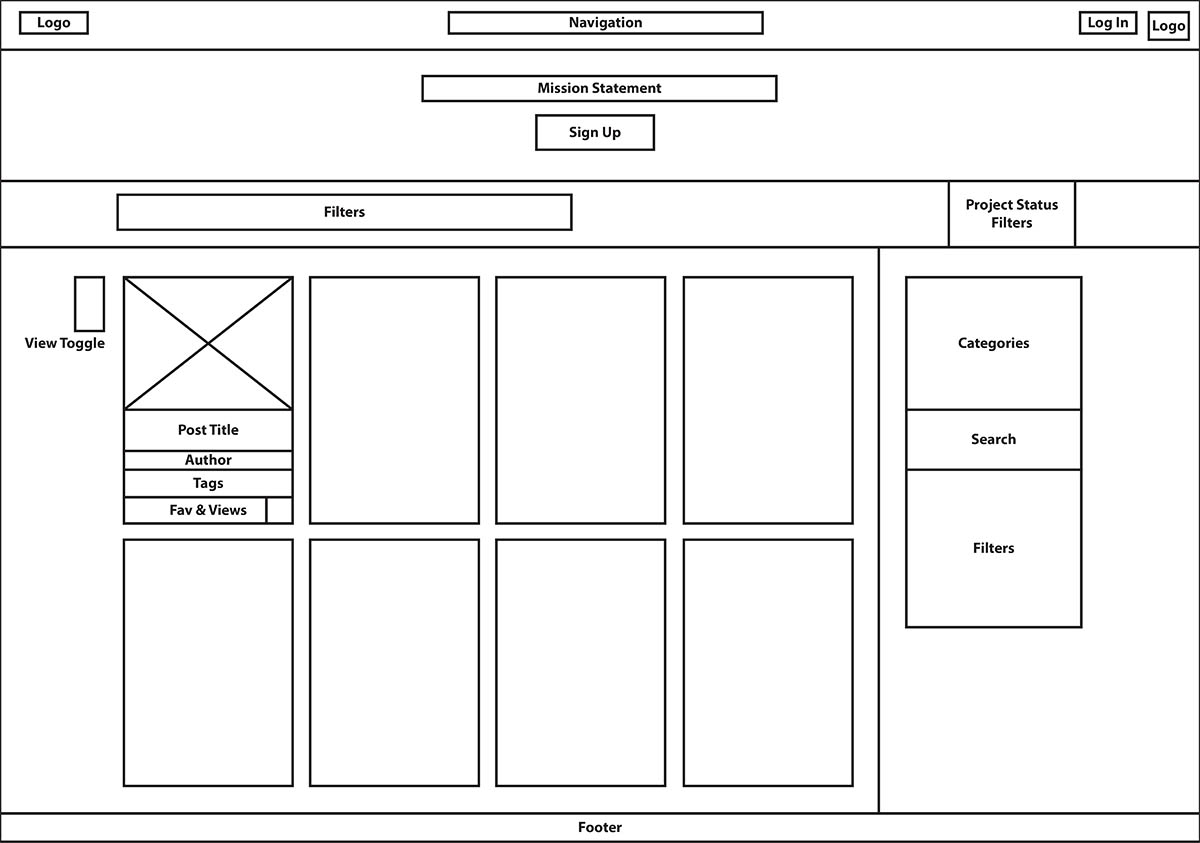 Logo
Navigation
Log In
Logo
Mission Statement
Sign Up
Filters
Project Status
Filters
View Toggle
Post Title
Author
Tags
Fav & Views
Categories
Search
Filters
Footer